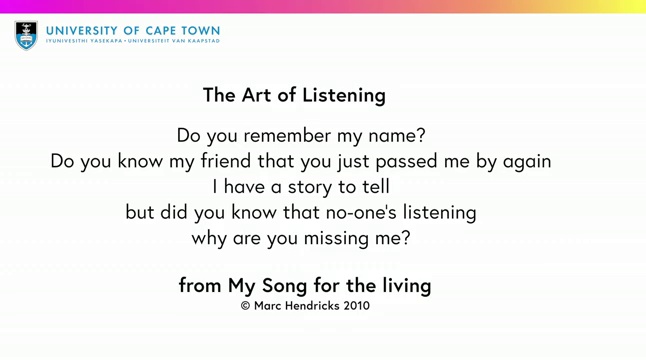 UNIVERSITY OF CAPE TOWN
IYUNIVESITHI YASEKAPA • UNIVERSITEIT VAN KAAPSTAD
The Art of Listening
Do you remember my name?
Do you know my friend that you just passed me by again
I have a story to tell
but did you know that no-one's listening
why are you missing me?
from My Song for the living
© Marc Hendricks 2010